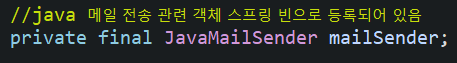 //java 메일 전송 관련 객체 스프링 빈으로 등록되어 있음
private final JavaMailSender mailSender;